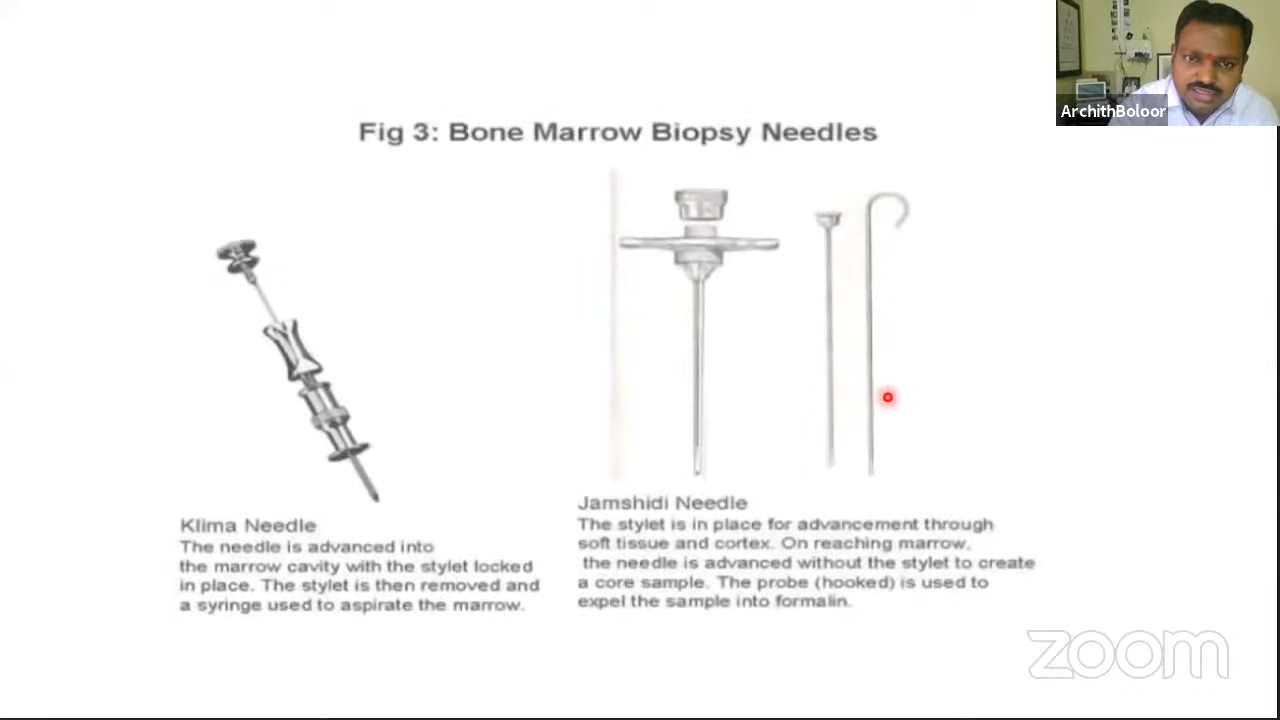 ArchithBoloor
Fig 3: Bone Marrow Biopsy Needles
Klima Needle
The needle is advanced into
the marrow cavity with the stylet locked
in place. The stylet is then removed and
a syringe used to aspirate the marrow.
Jamshidi Needle
The stylet is in place for advancement through
soft tissue and cortex. On reaching marrow,
the needle is advanced without the stylet to create
a core sample. The probe (hooked) is used to
expel the sample into formalin.
zoom